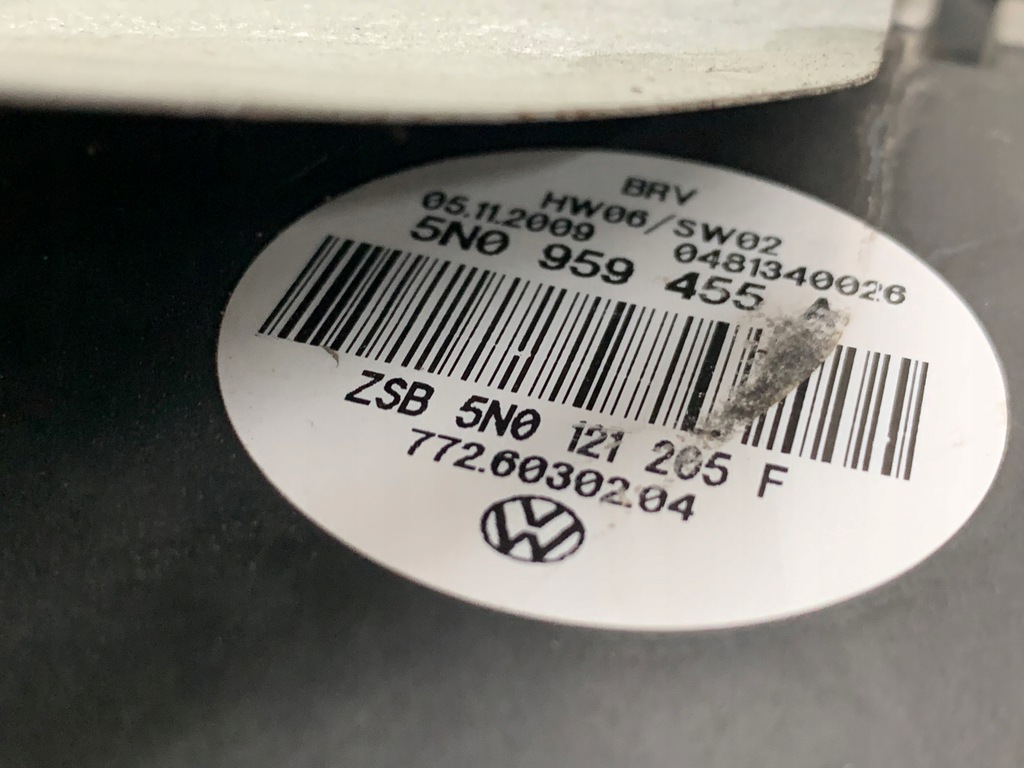 BRV
HW06/SW02
05.11.2009 0481340026
5N0 959 455 A
ZSB 5N0 121 205 F
772.60302.04